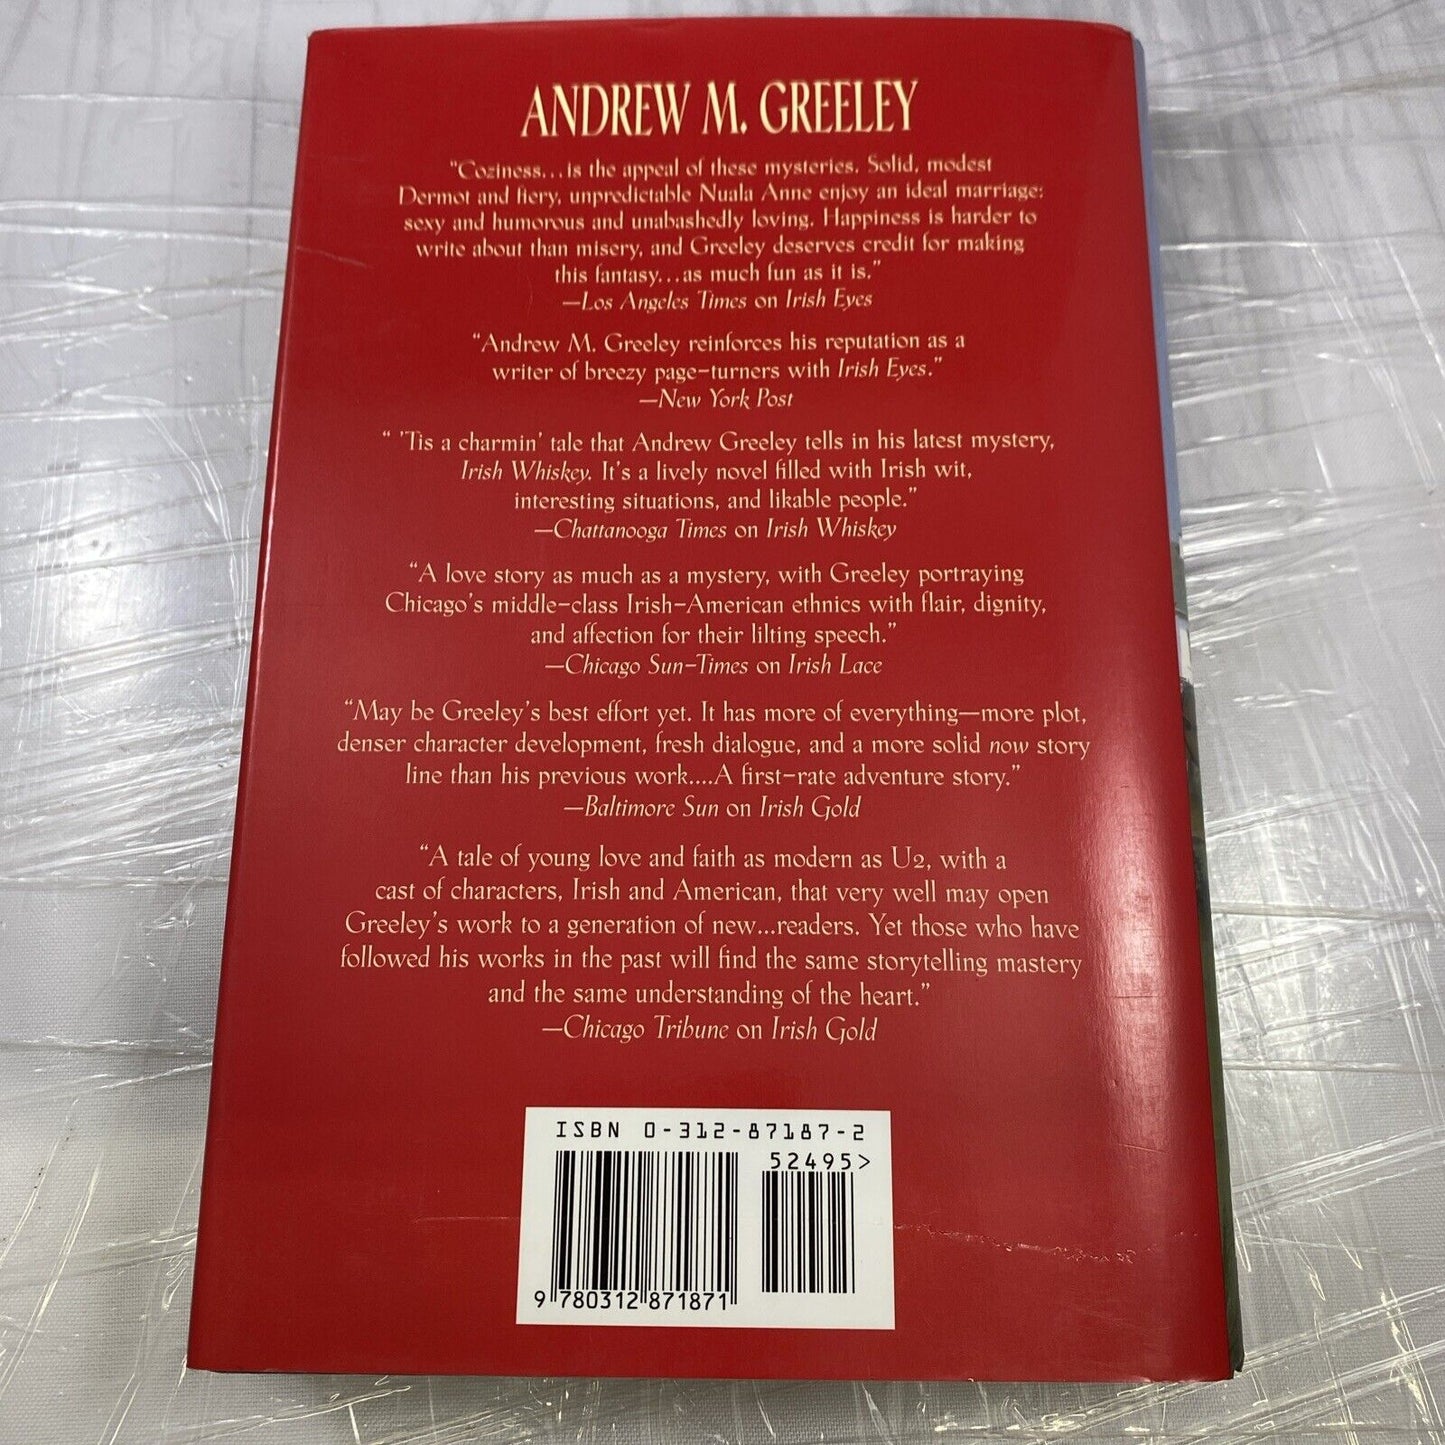 ANDREW M. GREELEY
"Coziness...is the appeal of these mysteries. Solid, modest
Dermot and fiery, unpredictable Nuala Anne enjoy an ideal marriage:
sexy and humorous and unabashedly loving. Happiness is harder to
write about than misery, and Greeley deserves credit for making
this fantasy...as much fun as it is."
—Los Angeles Times on Irish Eyes
"Andrew M. Greeley reinforces his reputation as a
writer of breezy page-turners with Irish Eyes."
—New York Post
" 'Tis a charmin' tale that Andrew Greeley tells in his latest mystery,
Irish Whiskey. It's a lively novel filled with Irish wit,
interesting situations, and likable people."
—Chattanooga Times on Irish Whiskey
"A love story as much as a mystery, with Greeley portraying
Chicago's middle-class Irish-American ethnics with flair, dignity,
and affection for their lilting speech."
—Chicago Sun-Times on Irish Lace
"May be Greeley's best effort yet. It has more of everything—more plot,
denser character development, fresh dialogue, and a more solid now story
line than his previous work....A first-rate adventure story."
—Baltimore Sun on Irish Gold
"A tale of young love and faith as modern as U2, with a
cast of characters, Irish and American, that very well may open
Greeley's work to a generation of new...readers. Yet those who have
followed his works in the past will find the same storytelling mastery
and the same understanding of the heart."
—Chicago Tribune on Irish Gold
ISBN 0-312-87187-2
52495>
9 780312 871871